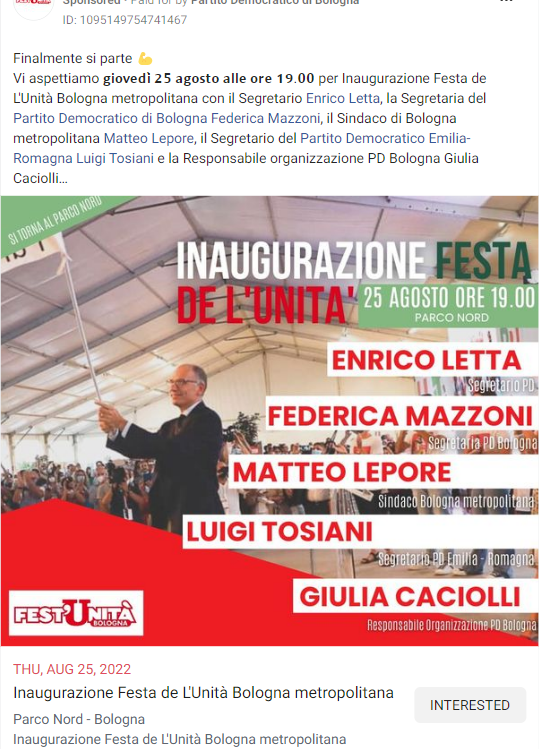 Sponsored · Paid for by Partito Democratico di Bologna
ID: 1095149754741467
Finalmente si parte 💪
Vi aspettiamo giovedì 25 agosto alle ore 19.00 per Inaugurazione Festa de
L'Unità Bologna metropolitana con il Segretario Enrico Letta, la Segretaria del
Partito Democratico di Bologna Federica Mazzoni, il Sindaco di Bologna
metropolitana Matteo Lepore, il Segretario del Partito Democratico Emilia-
Romagna Luigi Tosiani e la Responsabile organizzazione PD Bologna Giulia
Caciolli...
SI TORNA AL PARCO NORD
INAUGURAZIONE FESTA
DE L'UNITA'
25 AGOSTO ORE 19.00
PARCO NORD
ENRICO LETTA
Segretario PD
FEDERICA MAZZONI
Segretaria PD Bologna
MATTEO LEPORE
Sindaco Bologna metropolitana
LUIGI TOSIANI
Segretario PD Emilia - Romagna
GIULIA CACIOLLI
Responsabile Organizzazione PD Bologna
FESTUNITÀ
BOLOGNA
THU, AUG 25, 2022
Inaugurazione Festa de L'Unità Bologna metropolitana
INTERESTED
Parco Nord - Bologna
Inaugurazione Festa de L'Unità Bologna metropolitana